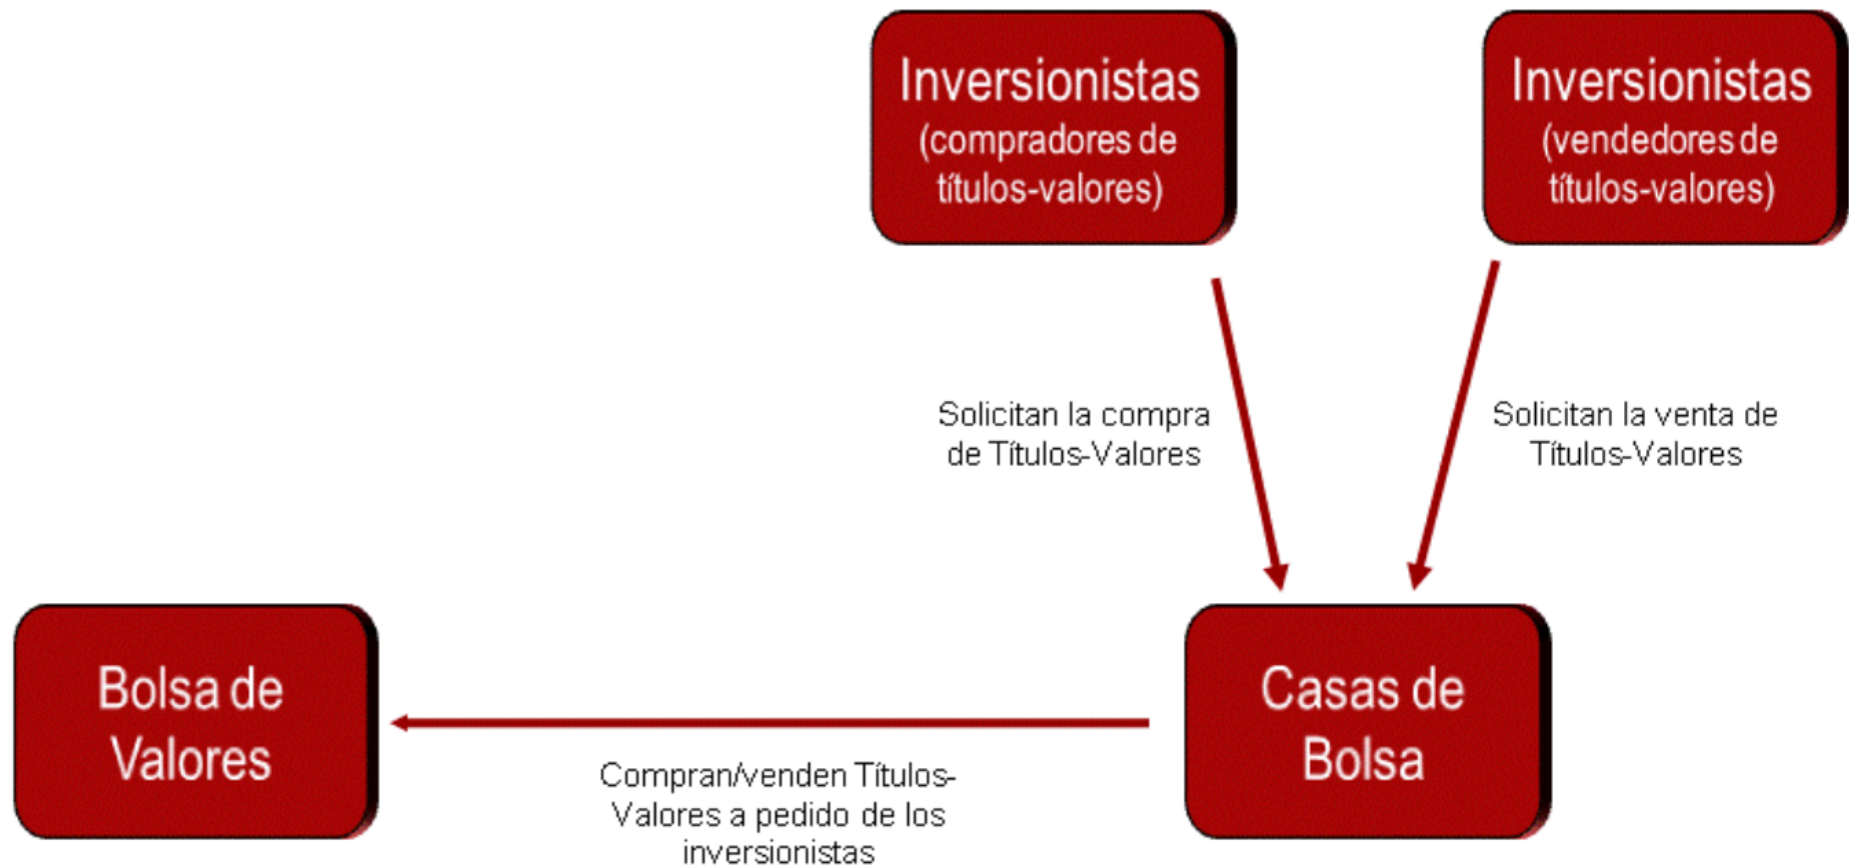 Inversionistas
(compradores de
títulos-valores)
Inversionistas
(vendedores de
títulos-valores)
Solicitan la compra
de Títulos-Valores
Solicitan la venta de
Títulos-Valores
Bolsa de
Valores
Casas de
Bolsa
Compran/venden Títulos-
Valores a pedido de los
inversionistas